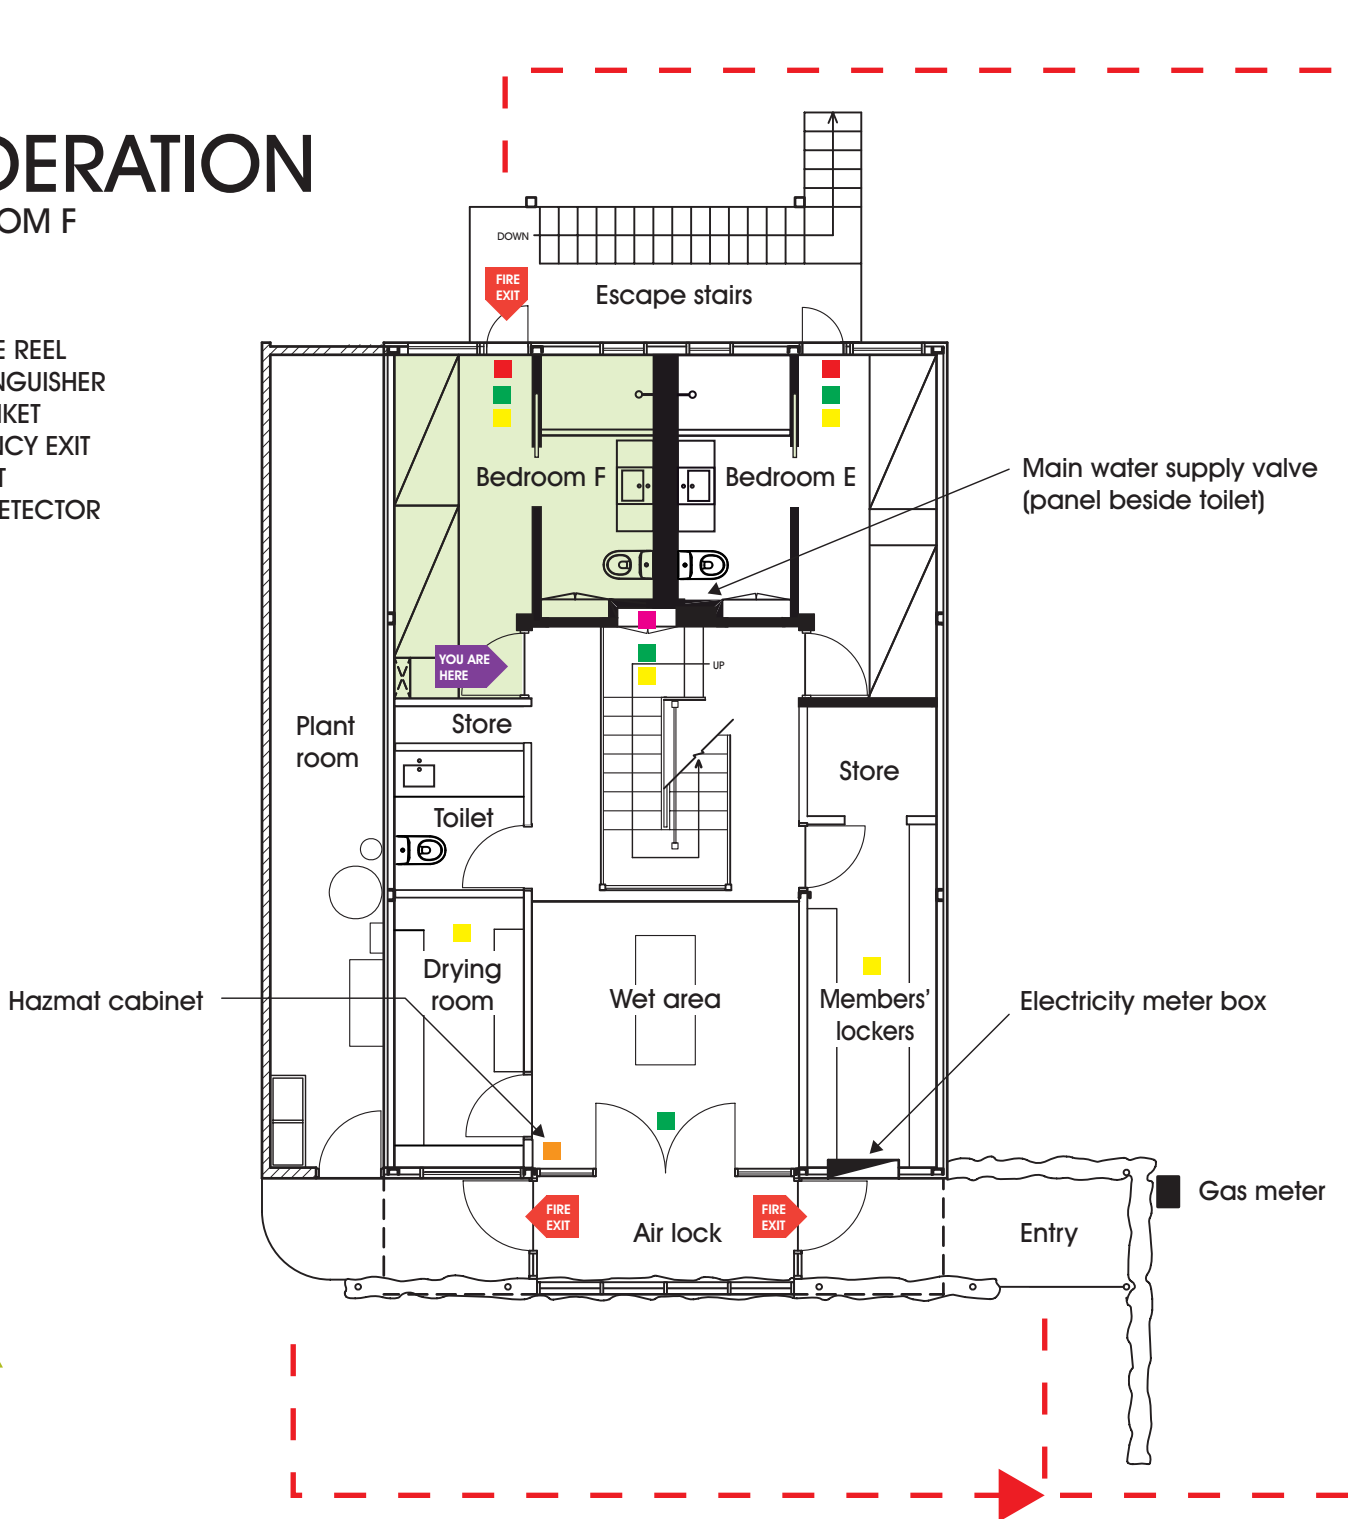 DERATION
OM F
E REEL
NGUISHER
NKET
NCY EXIT
T
ETECTOR
DOWN
FIRE
EXIT
Escape stairs
Bedroom F
Bedroom E
Main water supply valve
(panel beside toilet)
YOU ARE
HERE
UP
Store
Plant
room
Store
Toilet
Drying
room
Hazmat cabinet
Wet area
Members’
lockers
Electricity meter box
Gas meter
FIRE
EXIT
FIRE
EXIT
Air lock
Entry